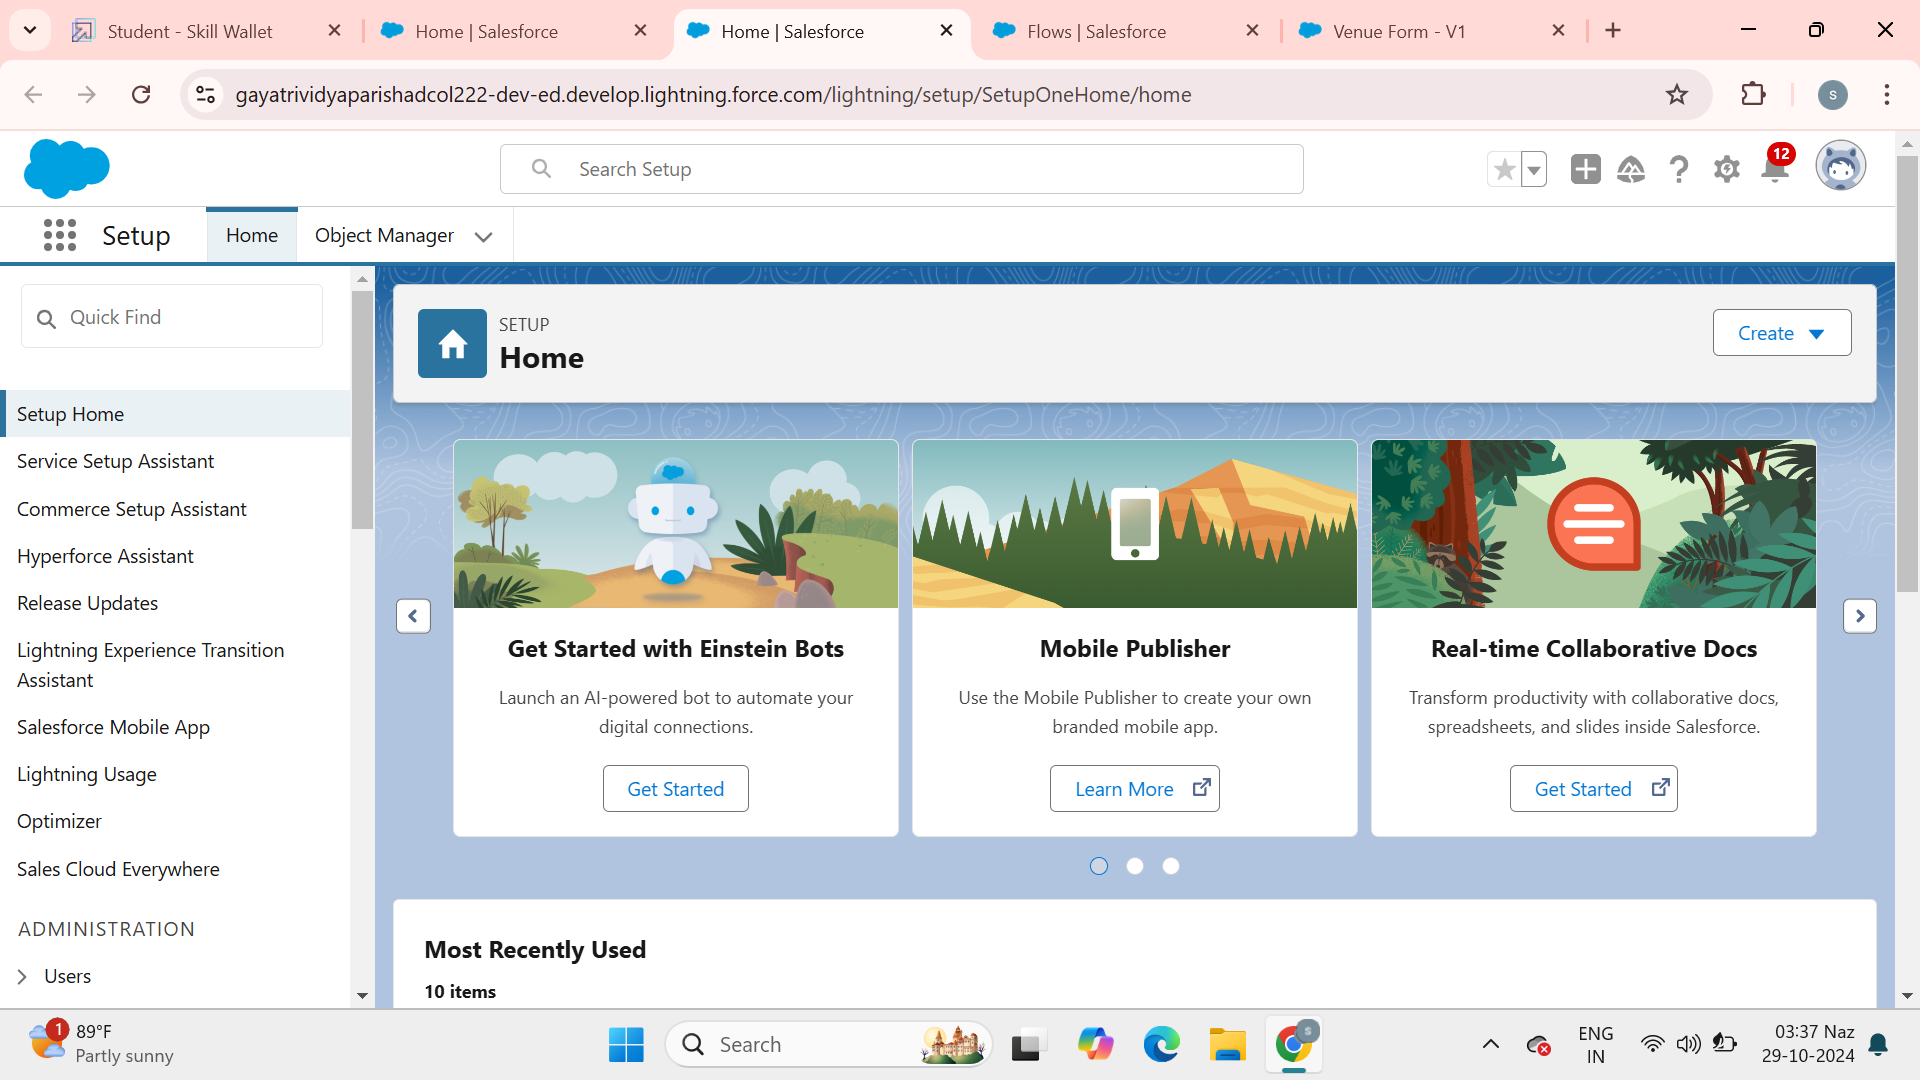 Student - Skill Wallet
Home | Salesforce
Home | Salesforce
Flows | Salesforce
Venue Form - V1
gayatrividyaparishadcol222-dev-ed.develop.lightning.force.com/lightning/setup/SetupOneHome/home
S
Search Setup
12
Setup
Home
Object Manager
Quick Find
Setup Home
Service Setup Assistant
Commerce Setup Assistant
Hyperforce Assistant
Release Updates
Lightning Experience Transition
Assistant
Salesforce Mobile App
Lightning Usage
Optimizer
Sales Cloud Everywhere
ADMINISTRATION
Users
SETUP
Home
Create
Get Started with Einstein Bots
Launch an AI-powered bot to automate your
digital connections.
Get Started
Mobile Publisher
Use the Mobile Publisher to create your own
branded mobile app.
Learn More
Real-time Collaborative Docs
Transform productivity with collaborative docs,
spreadsheets, and slides inside Salesforce.
Get Started
Most Recently Used
10 items
1
89°F
Partly sunny
Search
S
ENG
IN
03:37 Naz
29-10-2024